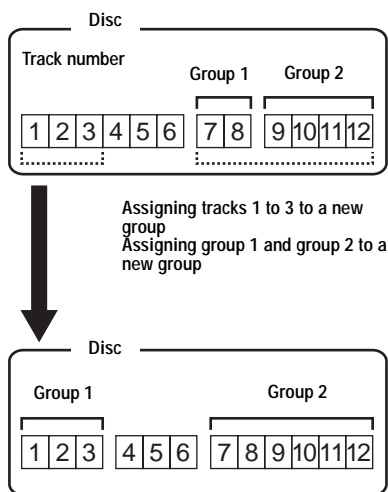 Disc
Track number
Group 1 Group 2
1 2 3 4 5 6 7 8 9 10 11 12
Assigning tracks 1 to 3 to a new
group
Assigning group 1 and group 2 to a
new group
Disc
Group 1 Group 2
1 2 3 4 5 6 7 8 9 10 11 12